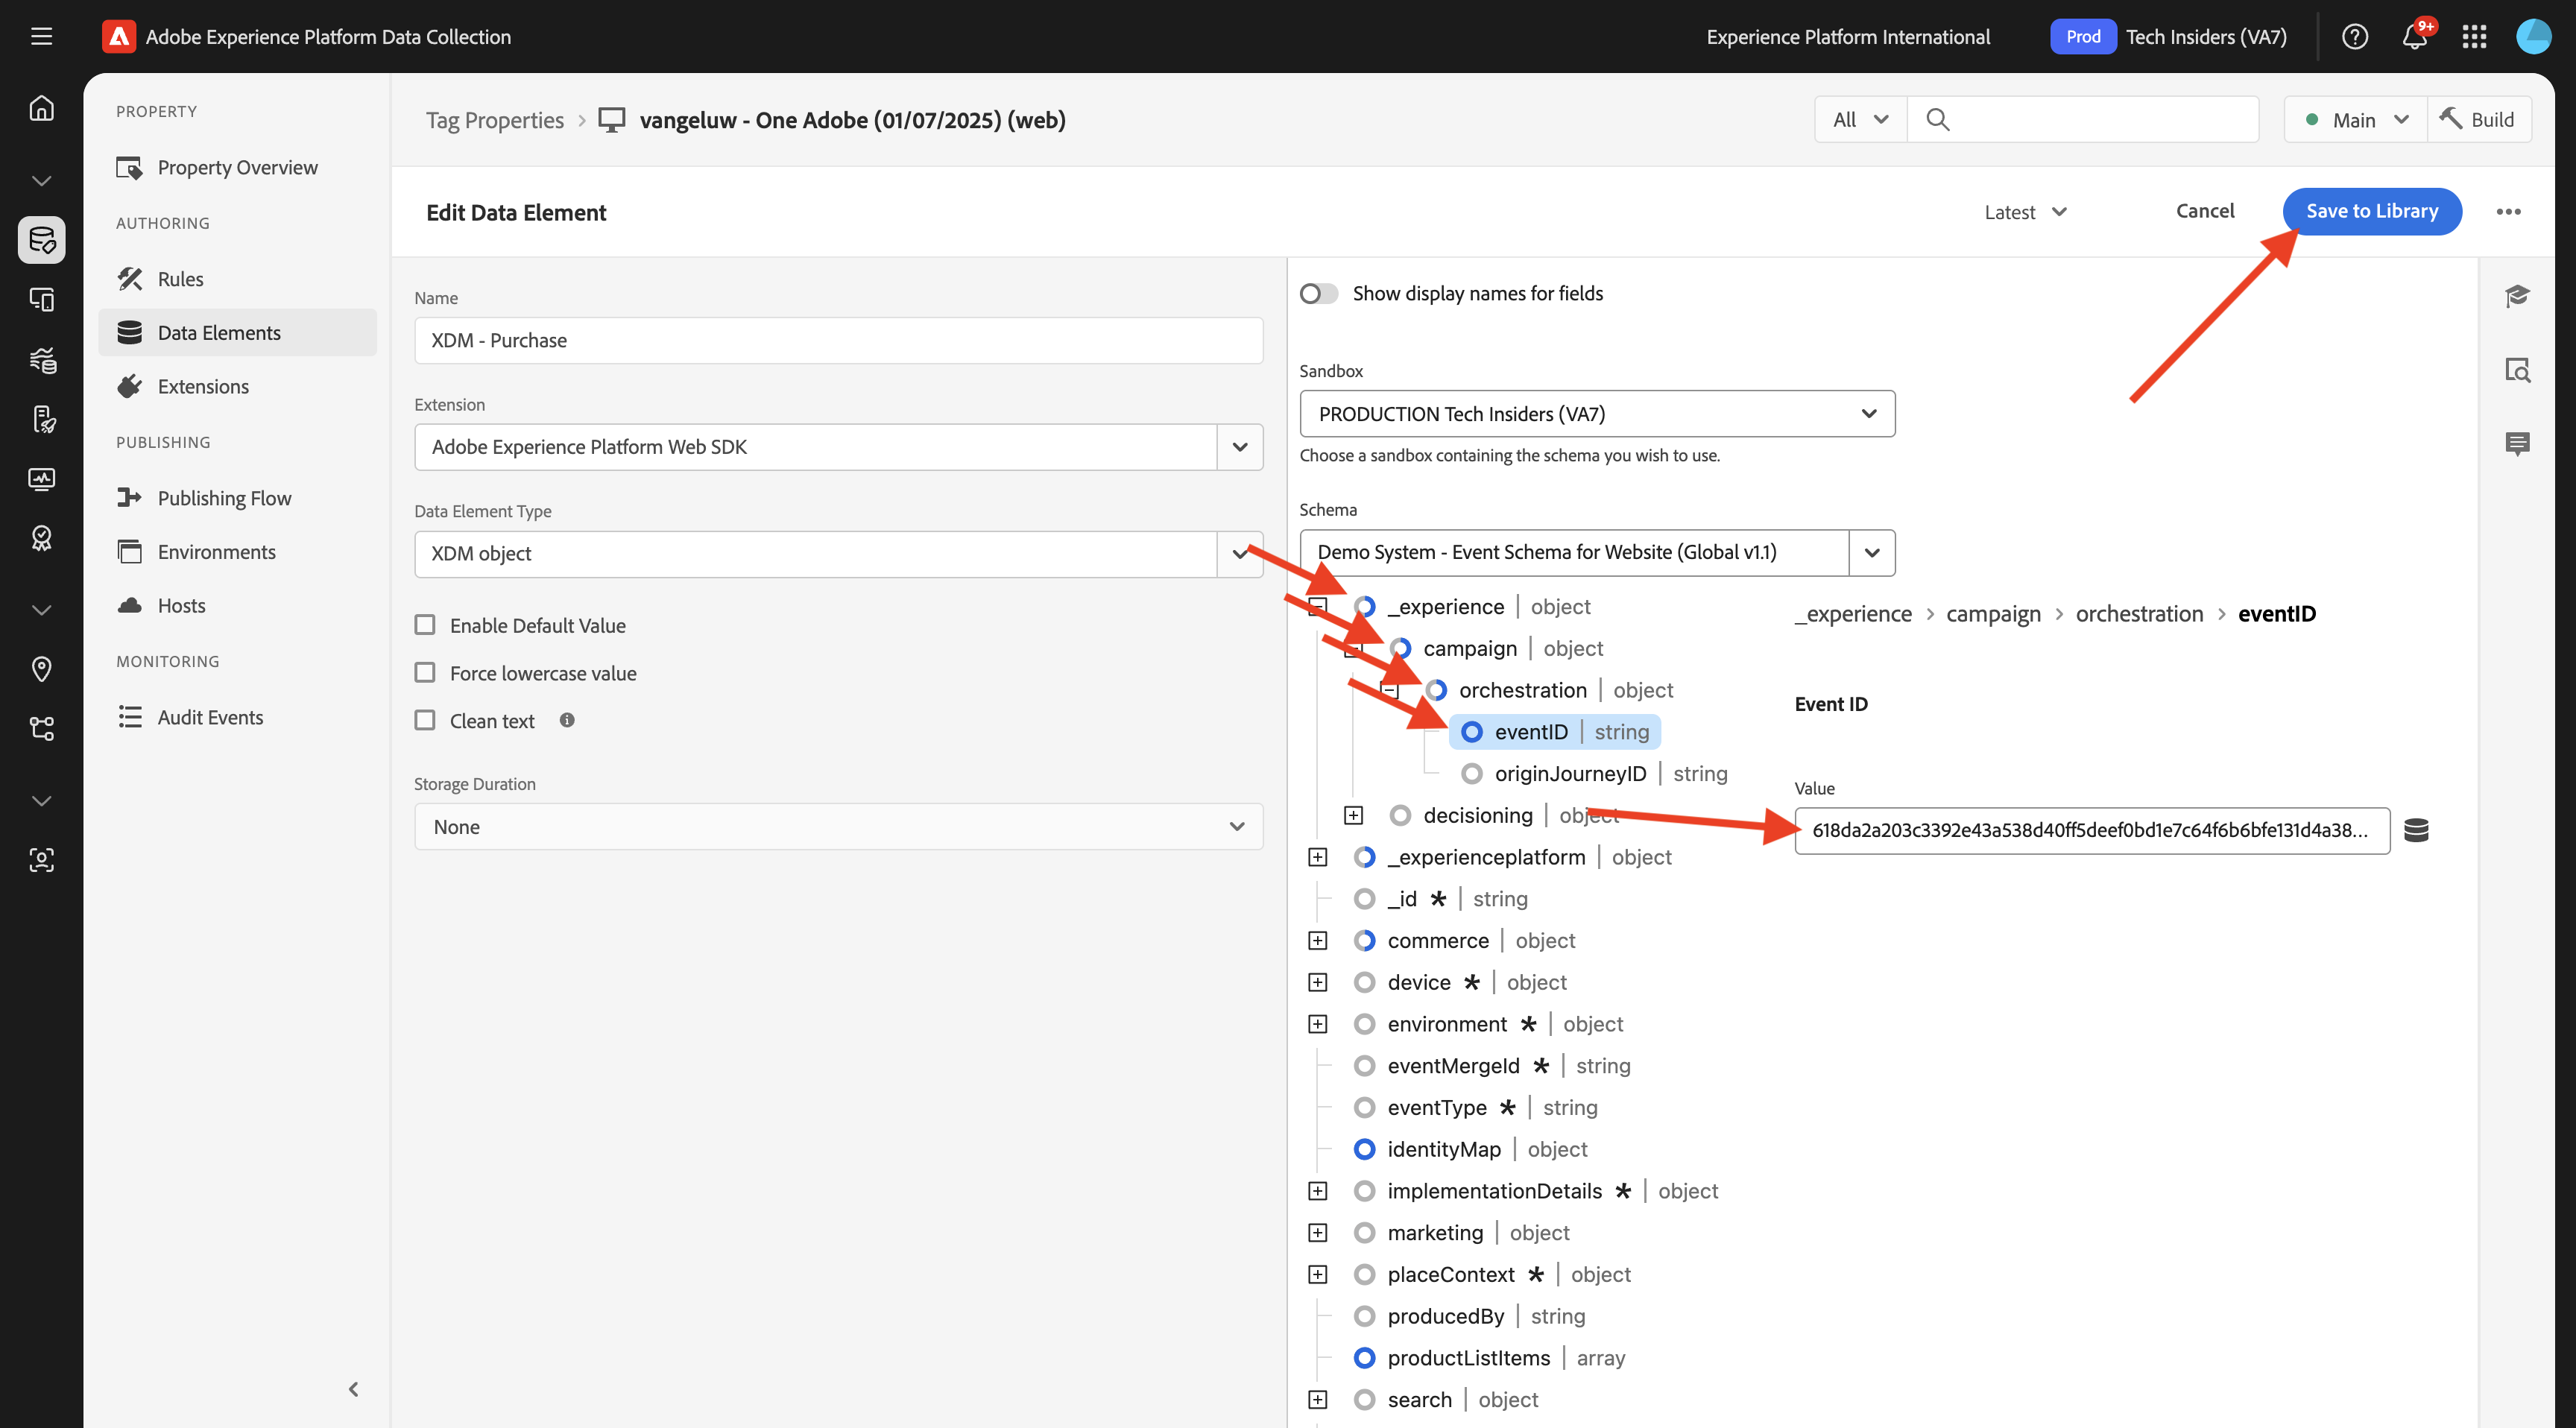 Adobe Experience Platform Data Collection
Experience Platform International
Prod
Tech Insiders (VA7)
9+
PROPERTY
Property Overview
AUTHORING
Rules
Data Elements
Extensions
PUBLISHING
Publishing Flow
Environments
Hosts
MONITORING
Audit Events
Tag Properties
vangeluw - One Adobe (01/07/2025) (web)
All
Main
Build
Edit Data Element
Latest
Cancel
Save to Library
Name
XDM - Purchase
Extension
Adobe Experience Platform Web SDK
Data Element Type
XDM object
Enable Default Value
Force lowercase value
Clean text
Storage Duration
None
Show display names for fields
Sandbox
PRODUCTION Tech Insiders (VA7)
Choose a sandbox containing the schema you wish to use.
Schema
Demo System - Event Schema for Website (Global v1.1)
_experience | object
campaign | object
orchestration | object
eventID | string
originJourneyID | string
decisioning | object
_experienceplatform | object
_id * | string
commerce | object
device * | object
environment * | object
eventMergeId * | string
eventType * | string
identityMap | object
implementationDetails * | object
marketing | object
placeContext * | object
producedBy | string
productListItems | array
search | object
_experience > campaign > orchestration > eventID
Event ID
Value
618da2a203c3392e43a538d40ff5deef0bd1e7c64f6b6bfe131d4a38...